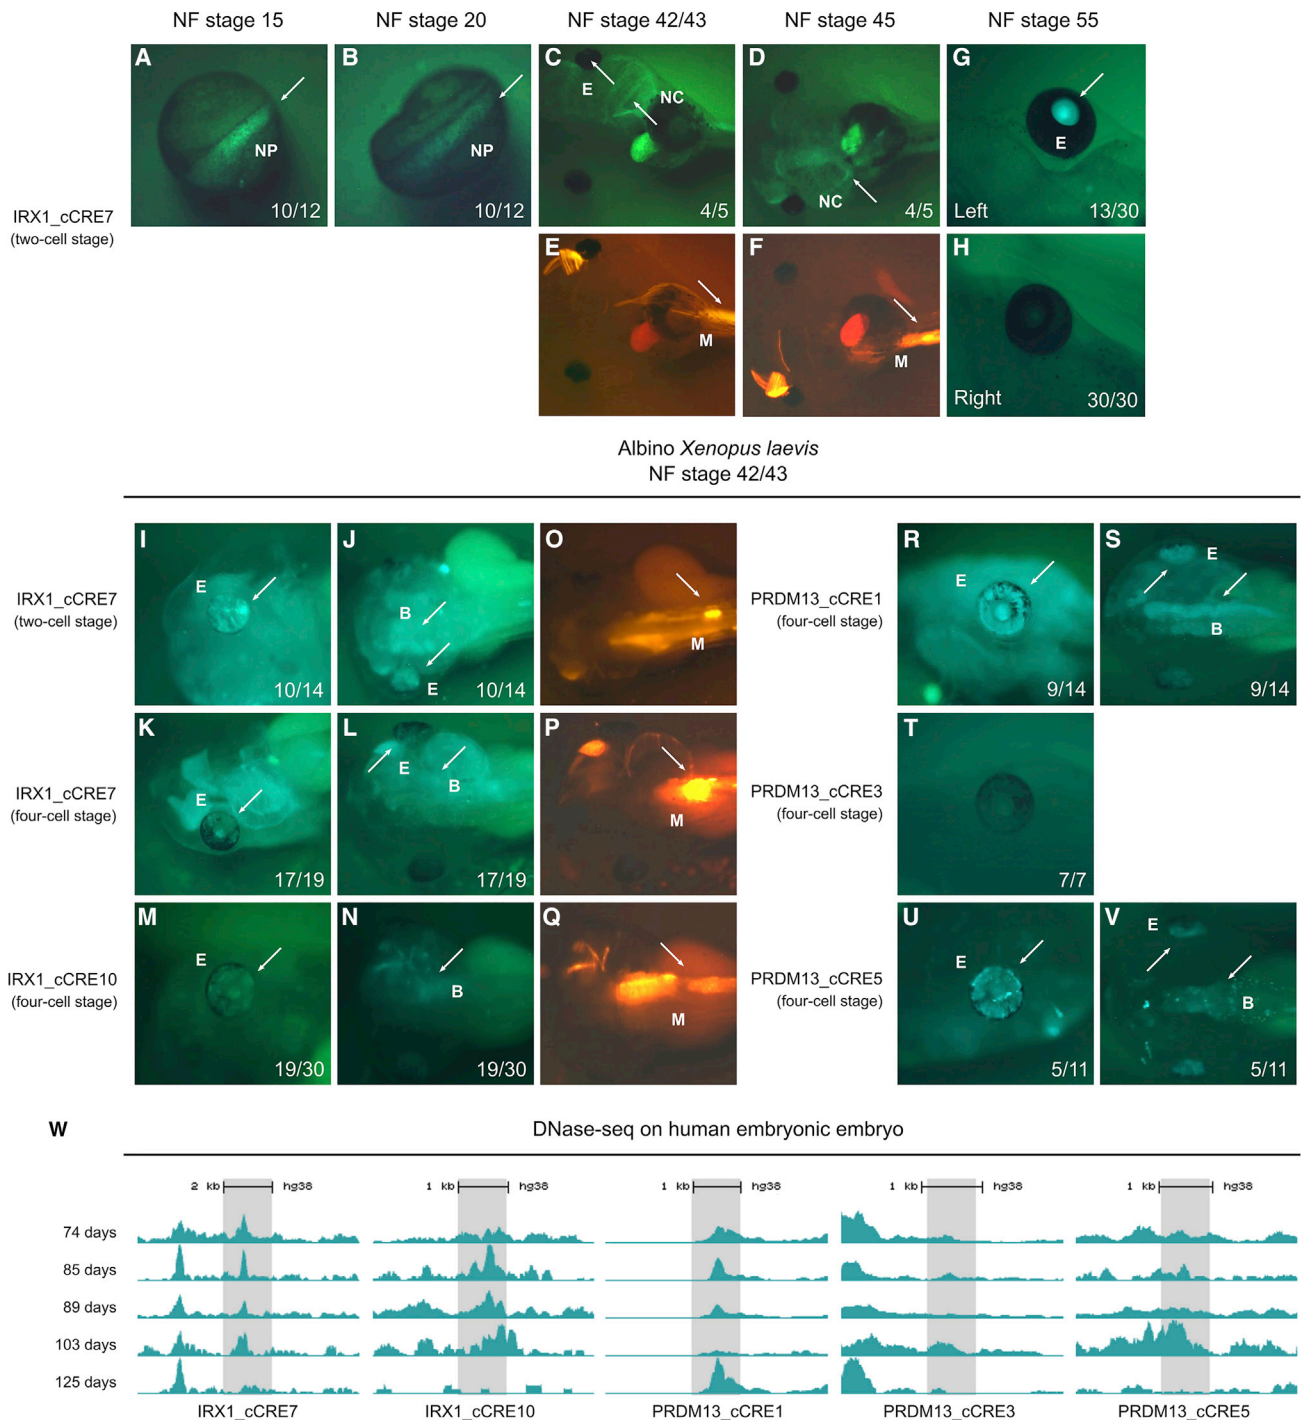 NF stage 15 NF stage 20 NF stage 42/43 NF stage 45 NF stage 55
IRX1_cCRE7
(two-cell stage)
A NP 10/12
B NP 10/12
C E NC 4/5
D NC 4/5
G E Left 13/30
E M
F M
H Right 30/30
Albino Xenopus laevis
NF stage 42/43
IRX1_cCRE7
(two-cell stage)
I E 10/14
J B E 10/14
O M
PRDM13_cCRE1
(four-cell stage)
R E 9/14
S E B 9/14
IRX1_cCRE7
(four-cell stage)
K E 17/19
L E B 17/19
P M
PRDM13_cCRE3
(four-cell stage)
T 7/7
IRX1_cCRE10
(four-cell stage)
M E 19/30
N B 19/30
Q M
PRDM13_cCRE5
(four-cell stage)
U E 5/11
V E B 5/11
W DNase-seq on human embryonic embryo
2 kb hg38 1 kb hg38 1 kb hg38 1 kb hg38 1 kb hg38
74 days
85 days
89 days
103 days
125 days
IRX1_cCRE7 IRX1_cCRE10 PRDM13_cCRE1 PRDM13_cCRE3 PRDM13_cCRE5